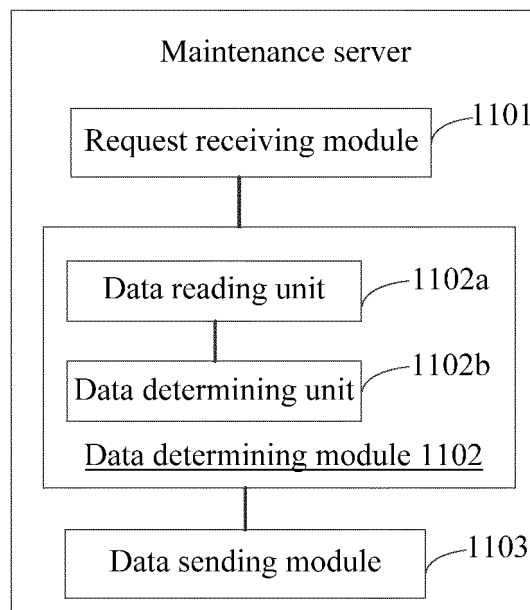 Maintenance server
1101
Request receiving module
Data reading unit
1102a
Data determining unit
1102b
Data determining module 1102
Data sending module
1103